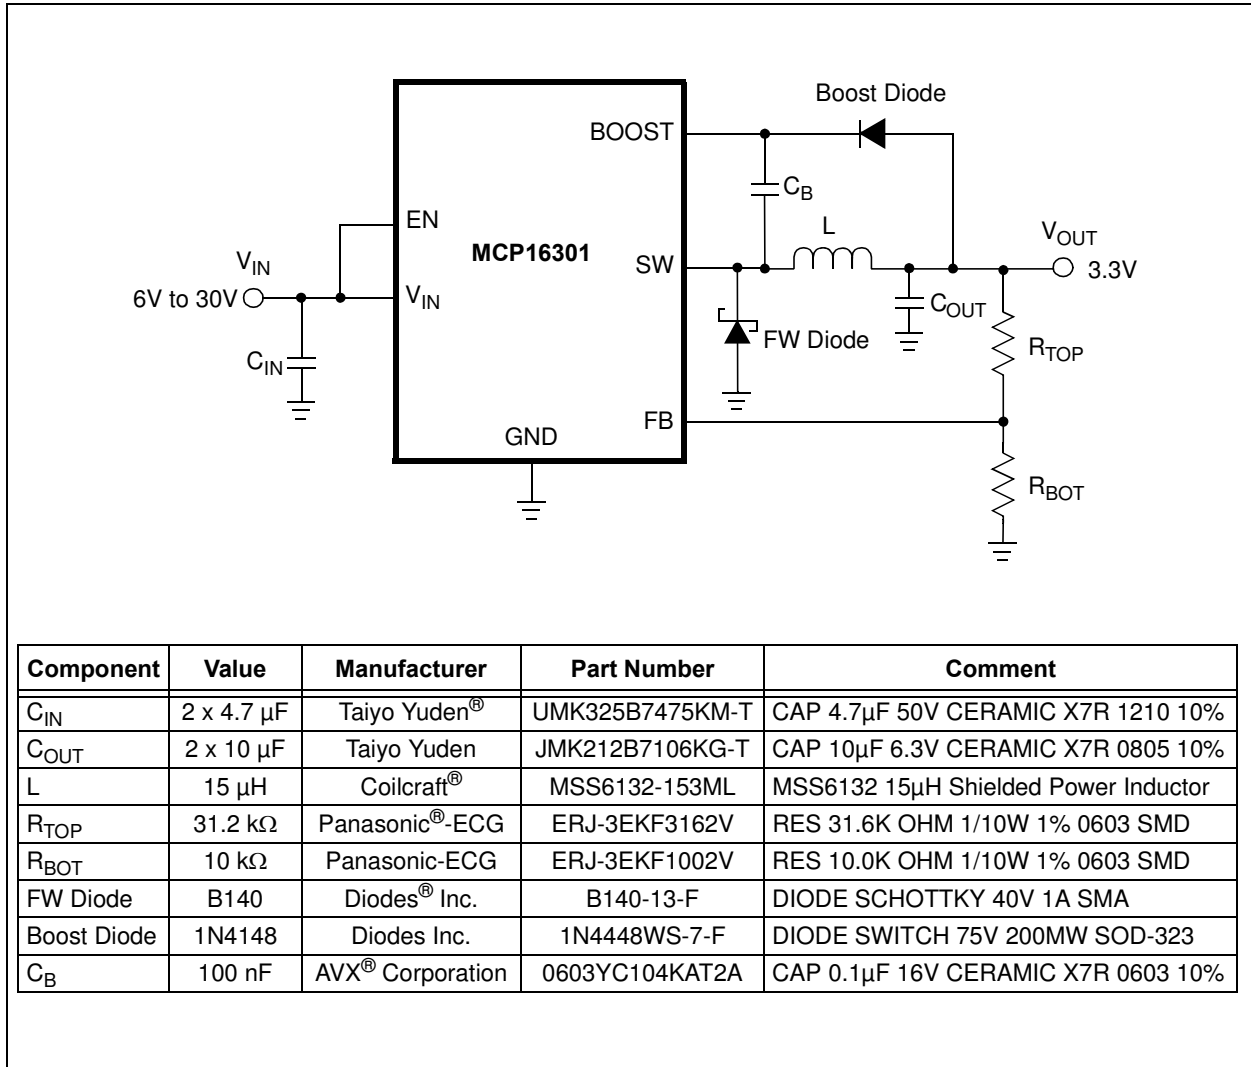 Boost Diode
BOOST
C_B
EN
L
V_OUT
MCP16301
SW
3.3V
V_IN
6V to 30V
V_IN
C_OUT
FW Diode
R_TOP
C_IN
FB
GND
R_BOT
Component Value Manufacturer Part Number Comment
C_IN 2 x 4.7 µF Taiyo Yuden® UMK325B7475KM-T CAP 4.7µF 50V CERAMIC X7R 1210 10%
C_OUT 2 x 10 µF Taiyo Yuden JMK212B7106KG-T CAP 10µF 6.3V CERAMIC X7R 0805 10%
L 15 µH Coilcraft® MSS6132-153ML MSS6132 15µH Shielded Power Inductor
R_TOP 31.2 kΩ Panasonic®-ECG ERJ-3EKF3162V RES 31.6K OHM 1/10W 1% 0603 SMD
R_BOT 10 kΩ Panasonic-ECG ERJ-3EKF1002V RES 10.0K OHM 1/10W 1% 0603 SMD
FW Diode B140 Diodes® Inc. B140-13-F DIODE SCHOTTKY 40V 1A SMA
Boost Diode 1N4148 Diodes Inc. 1N4448WS-7-F DIODE SWITCH 75V 200MW SOD-323
C_B 100 nF AVX® Corporation 0603YC104KAT2A CAP 0.1µF 16V CERAMIC X7R 0603 10%